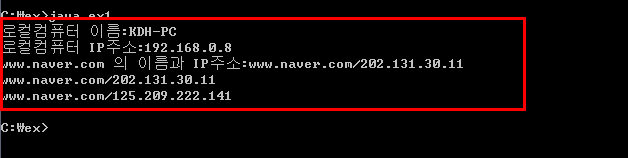 C:\ex>java ex1
로컬컴퓨터 이름:KDH-PC
로컬컴퓨터 IP주소:192.168.0.8
www.naver.com 의 이름과 IP주소:www.naver.com/202.131.30.11
www.naver.com/202.131.30.11
www.naver.com/125.209.222.141
C:₩ex>